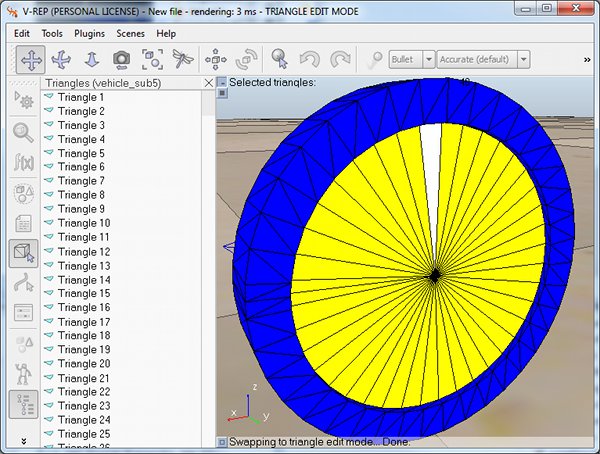 V-REP (PERSONAL LICENSE) - New file - rendering: 3 ms - TRIANGLE EDIT MODE
Edit Tools Plugins Scenes Help
Bullet Accurate (default) »
Triangles (vehicle_sub5)
Selected triangles:
Triangle 1
Triangle 2
Triangle 3
Triangle 4
Triangle 5
Triangle 6
Triangle 7
Triangle 8
Triangle 9
Triangle 10
Triangle 11
Triangle 12
Triangle 13
Triangle 14
Triangle 15
Triangle 16
Triangle 17
Triangle 18
Triangle 19
Triangle 20
Triangle 21
Triangle 22
Triangle 23
Triangle 24
Triangle 25
Triangle 26
f(x)
z
x
y
Swapping to triangle edit mode... Done.